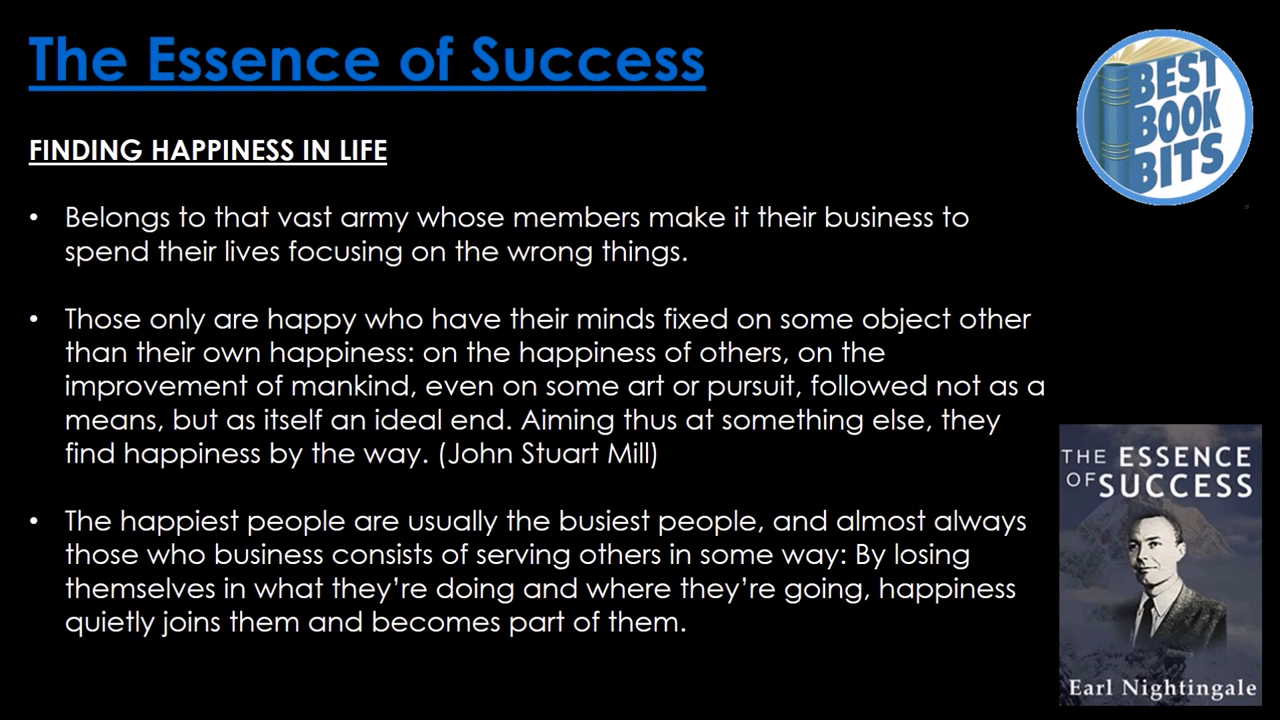 The Essence of Success
FINDING HAPPINESS IN LIFE
• Belongs to that vast army whose members make it their business to
spend their lives focusing on the wrong things.
• Those only are happy who have their minds fixed on some object other
than their own happiness: on the happiness of others, on the
improvement of mankind, even on some art or pursuit, followed not as a
means, but as itself an ideal end. Aiming thus at something else, they
find happiness by the way. (John Stuart Mill)
• The happiest people are usually the busiest people, and almost always
those who business consists of serving others in some way: By losing
themselves in what they’re doing and where they’re going, happiness
quietly joins them and becomes part of them.
BEST
BOOK
BITS
THE ESSENCE
OF SUCCESS
Earl Nightingale